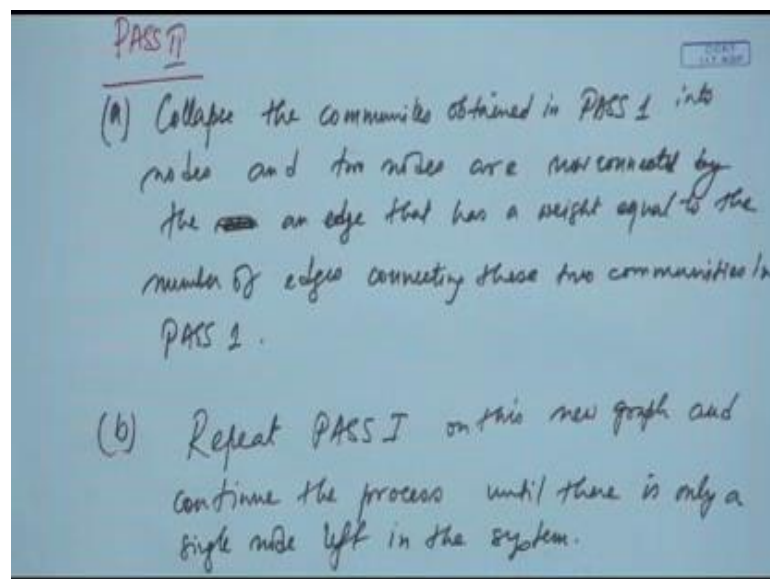 PASS II
(a) Collapse the communites obtained in PASS 1 into
nodes and two nodes are now connected by
the an edge that has a weight equal to the
number of edges connecting these two communities in
PASS 1.
(b) Repeat PASS I on this new graph and
continue the process until there is only a
single node left in the system.